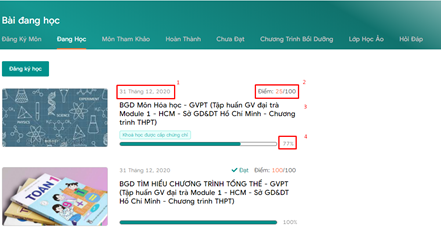 Bài đang học
Đăng Ký Môn Đang Học Môn Tham Khảo Hoàn Thành Chưa Đạt Chương Trình Bồi Dưỡng Lớp Học Ảo Hỏi Đáp
Đăng ký học
1 2
31 Tháng 12, 2020 Điểm: 23/100
BGD Môn Hóa học - GVPT (Tập huấn GV đại trà 3
Module 1 - HCM - Sở GD&ĐT Hồ Chí Minh - Chương
trình THPT)
Khoá học được cấp chứng chỉ 4
77%
31 Tháng 12, 2020 Đạt Điểm: 100/100
BGD TÌM HIỂU CHƯƠNG TRÌNH TỔNG THỂ - GVPT
(Tập huấn GV đại trà Module 1 - HCM - Sở GD&ĐT
Hồ Chí Minh - Chương trình THPT)
TOÁN 1
100%